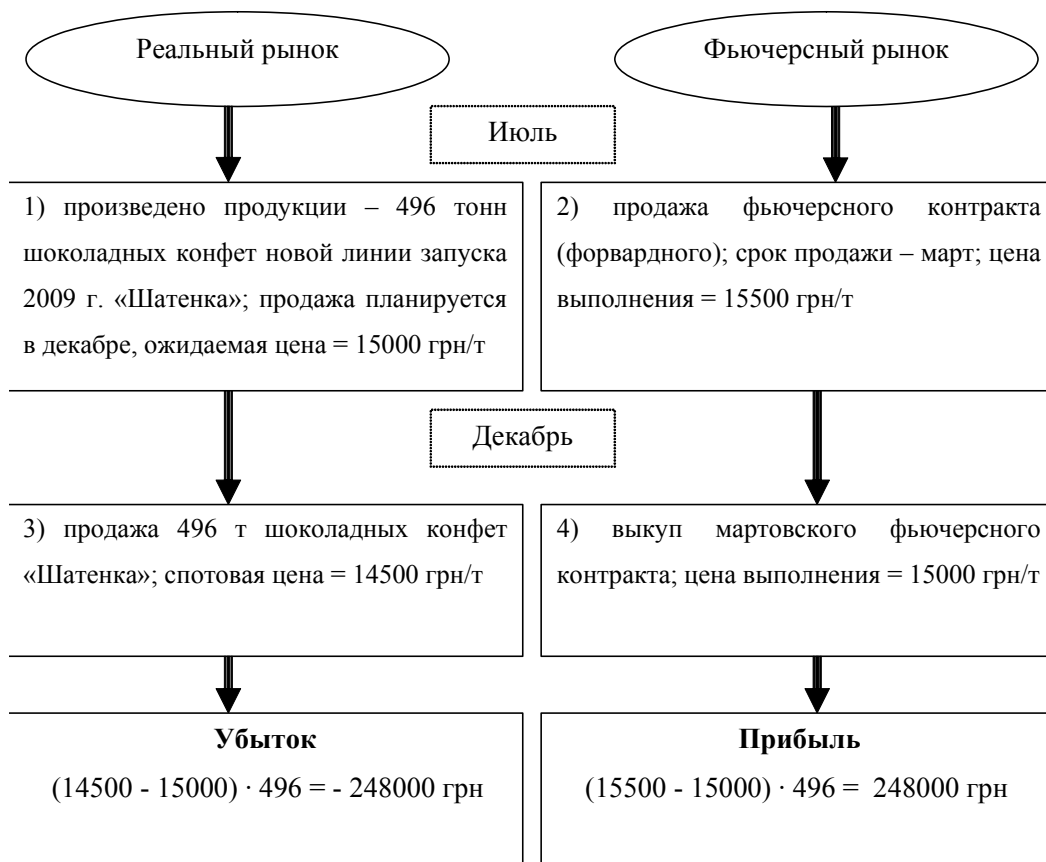 Реальный рынок
Фьючерсный рынок
Июль
1) произведено продукции – 496 тонн
шоколадных конфет новой линии запуска
2009 г. «Шатенка»; продажа планируется
в декабре, ожидаемая цена = 15000 грн/т
2) продажа фьючерсного контракта
(форвардного); срок продажи – март; цена
выполнения = 15500 грн/т
Декабрь
3) продажа 496 т шоколадных конфет
«Шатенка»; спотовая цена = 14500 грн/т
4) выкуп мартовского фьючерсного
контракта; цена выполнения = 15000 грн/т
Убыток
(14500 - 15000) · 496 = - 248000 грн
Прибыль
(15500 - 15000) · 496 = 248000 грн